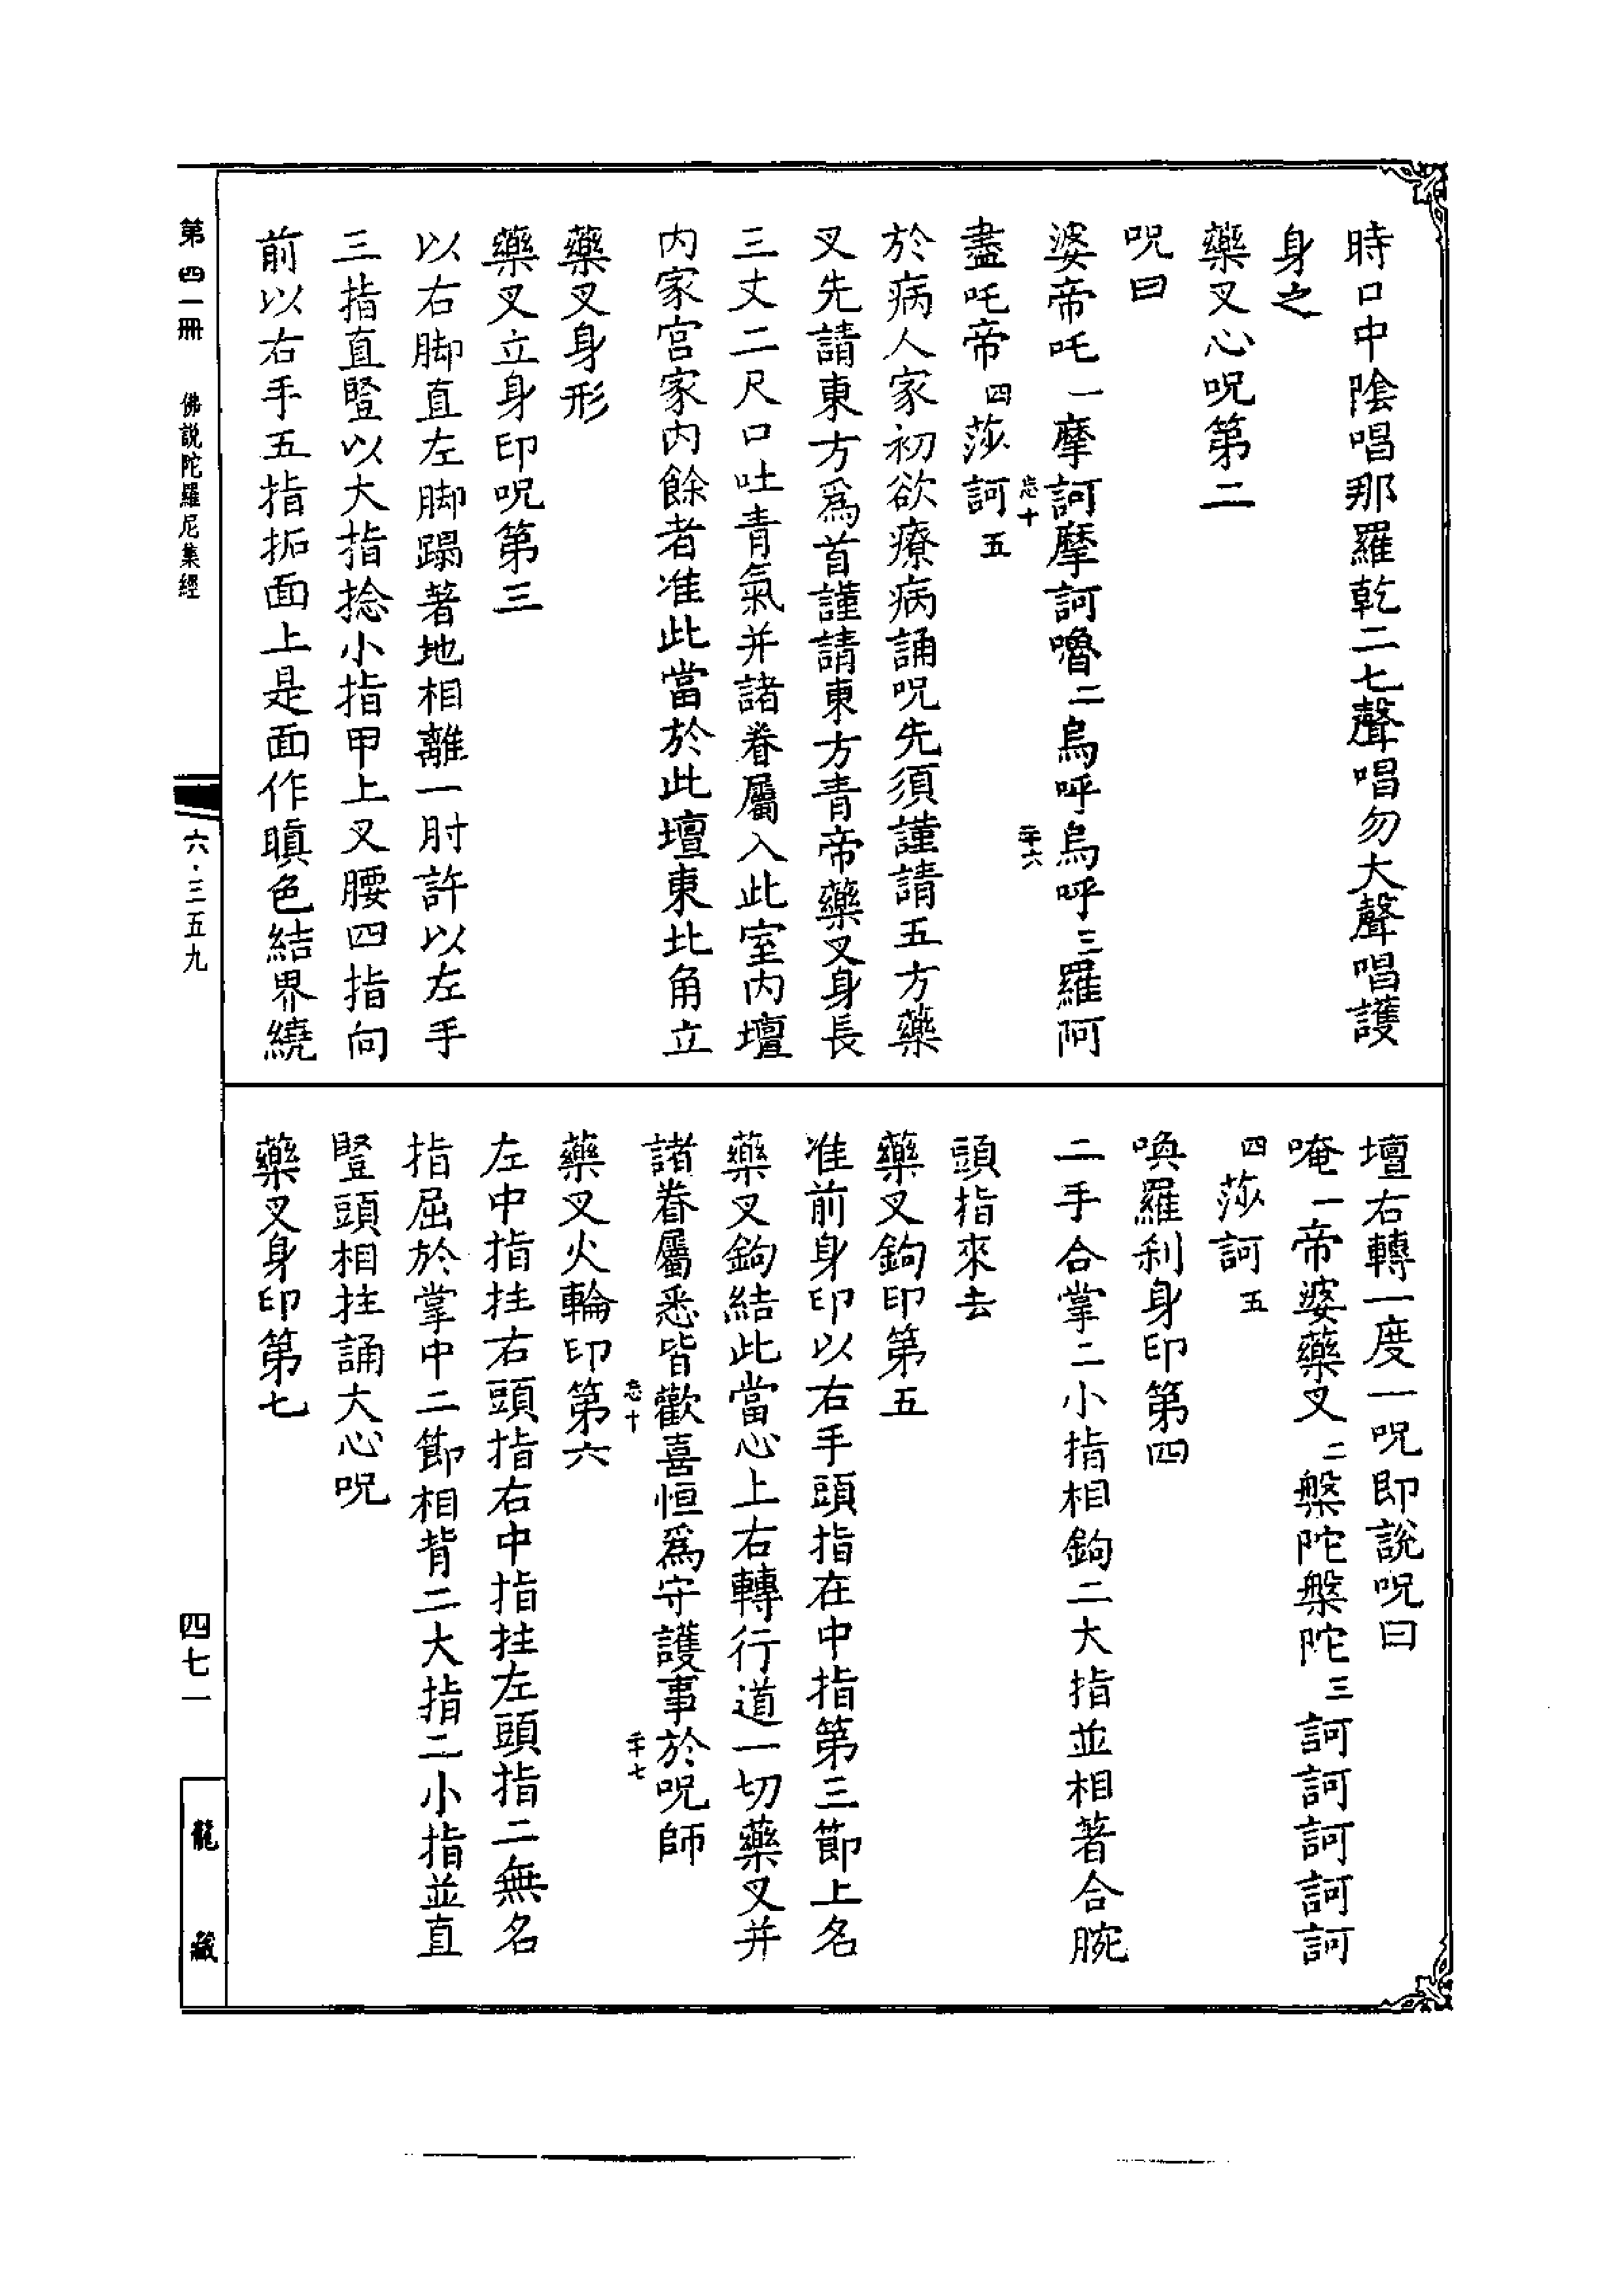 時口中陰唱那羅乾二七聲唱勿大聲唱護
身之
藥叉心呪第二
呪曰
婆帝吒一摩訶摩訶嚕二烏呼烏呼三羅阿
忘十
二十六
盡吒帝四莎訶五
於病人家初欲療病誦呪先須謹請五方藥
叉先請東方爲首謹請東方青帝藥叉身長
三丈二尺口吐青氣并諸眷屬入此室內壇
內家宮家內餘者准此當於此壇東北角立
藥叉身形
藥叉立身印呪第三
以右脚直左脚蹋著地相離一肘許以左手
三指直豎以大指捻小指甲上叉腰四指向
前以右手五指拓面上是面作瞋色結界繞
壇右轉一度一呪即說呪曰
唵一帝婆藥叉二槃陀槃陀三訶訶訶訶訶
四莎訶五
喚羅刹身印第四
二手合掌二小指相鉤二大指並相著合腕
頭指來去
藥叉鉤印第五
准前身印以右手頭指在中指第三節上名
藥叉鉤結此當心上右轉行道一切藥叉并
諸眷屬悉皆歡喜恒爲守護事於呪師
忘十
二十七
藥叉火輪印第六
左中指拄右頭指右中指拄左頭指二無名
指屈於掌中二節相背二大指二小指並直
豎頭相拄誦大心呪
藥叉身印第七
第四一冊
佛説陀羅尼集經
六·三五九
四七一
龍藏